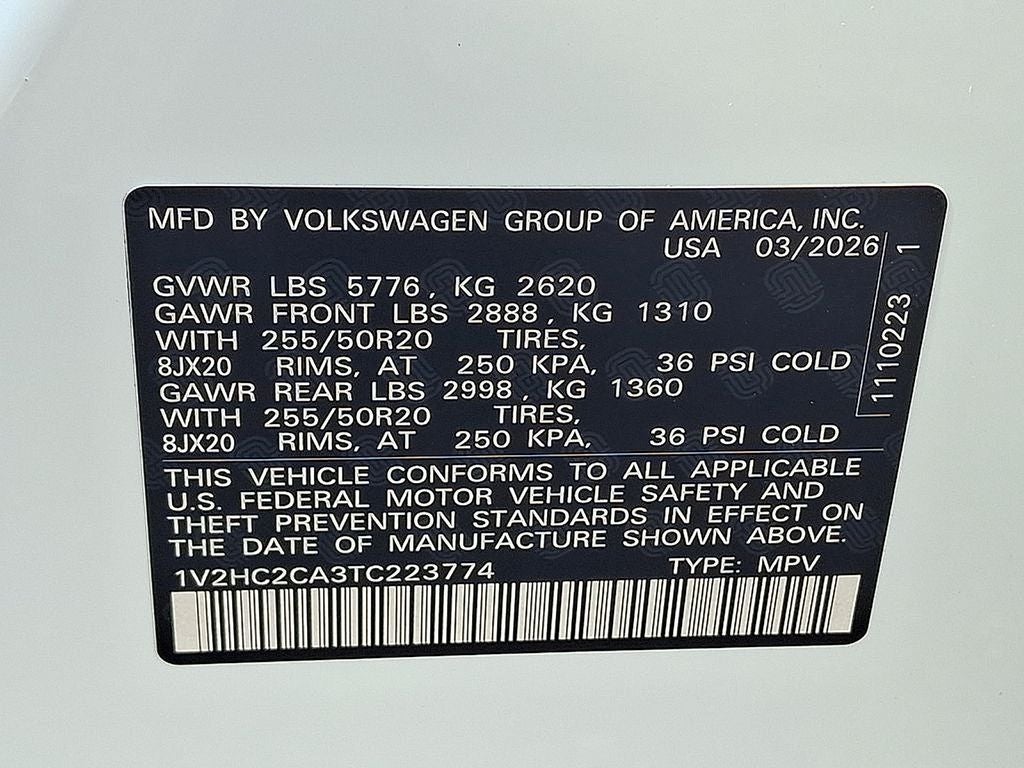 MFD BY VOLKSWAGEN GROUP OF AMERICA, INC.
USA 03/2026
GVWR LBS 5776, KG 2620
GAWR FRONT LBS 2888, KG 1310
WITH 255/50R20 TIRES,
8JX20 RIMS, AT 250 KPA, 36 PSI COLD
GAWR REAR LBS 2998, KG 1360
WITH 255/50R20 TIRES,
8JX20 RIMS, AT 250 KPA, 36 PSI COLD
1110223 1
THIS VEHICLE CONFORMS TO ALL APPLICABLE
U.S. FEDERAL MOTOR VEHICLE SAFETY AND
THEFT PREVENTION STANDARDS IN EFFECT ON
THE DATE OF MANUFACTURE SHOWN ABOVE.
1V2HC2CA3TC223774 TYPE: MPV